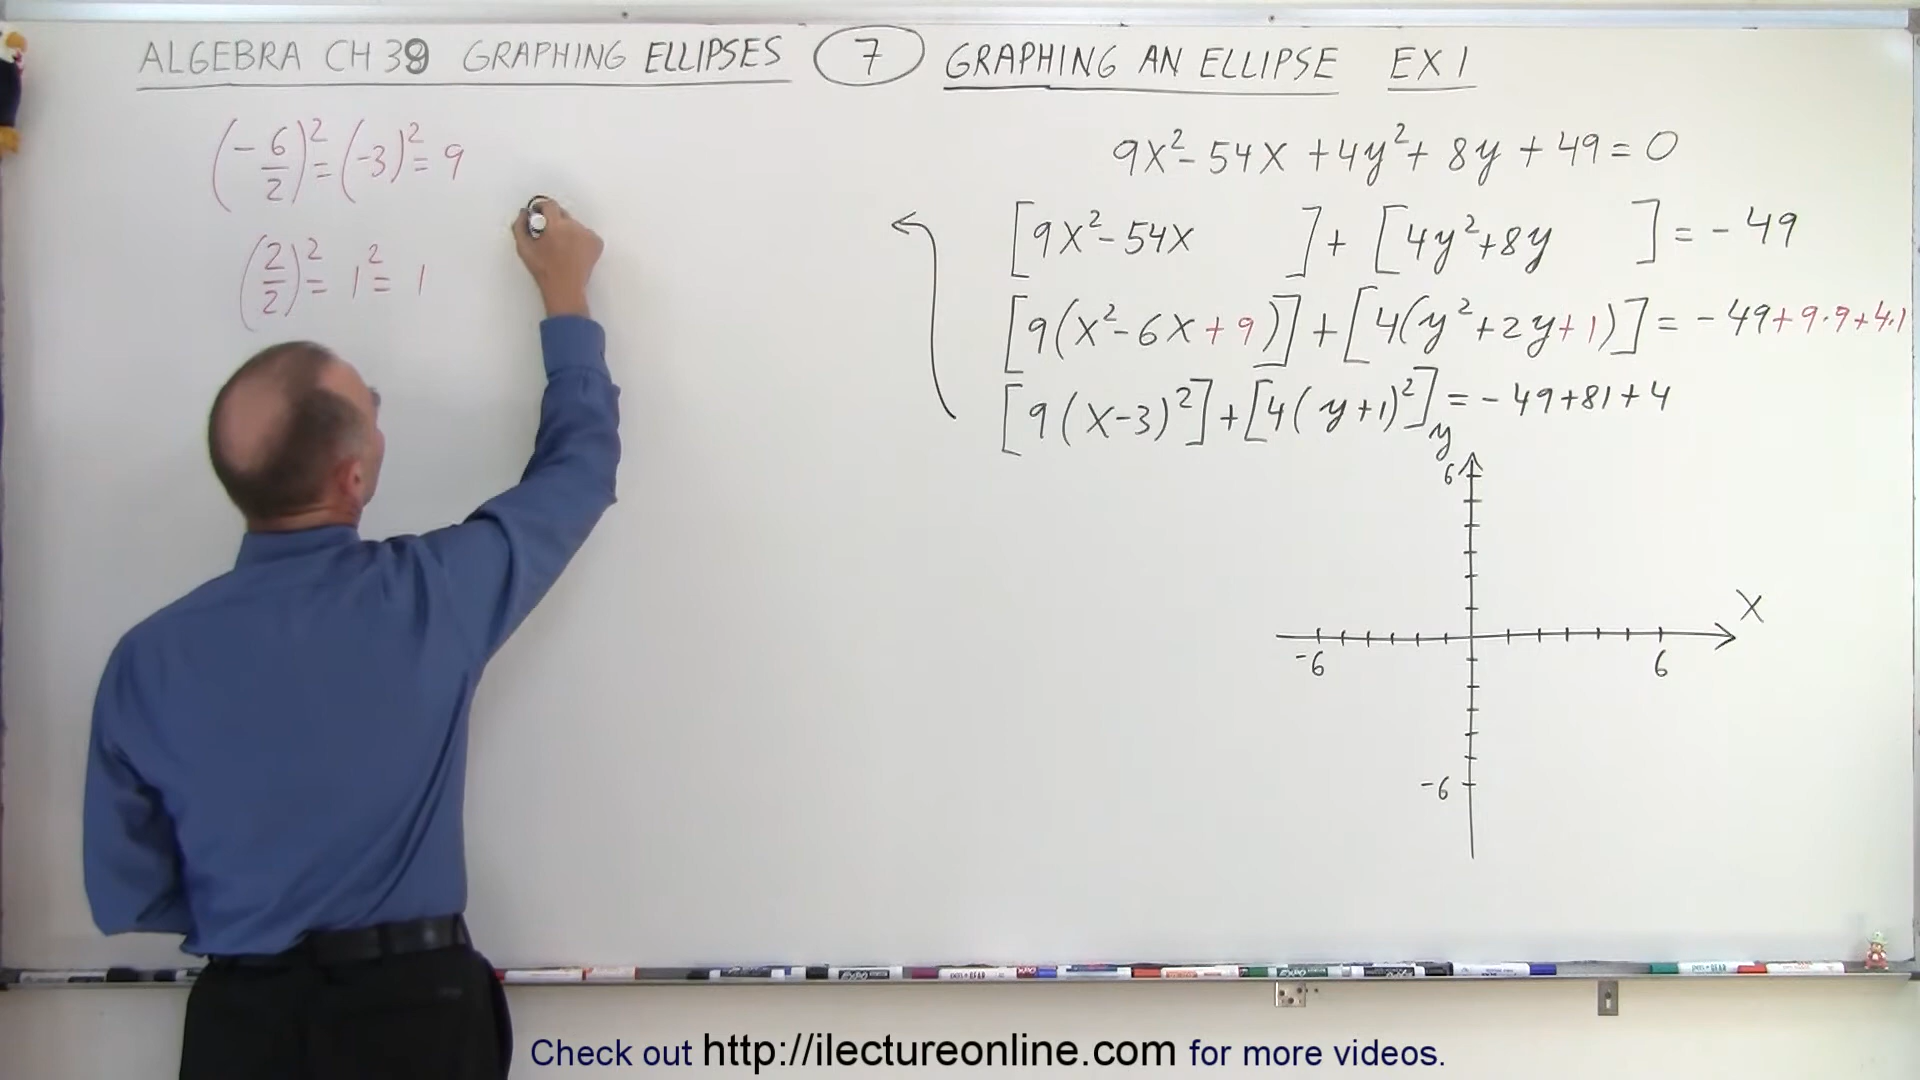 ALGEBRA CH 39 GRAPHING ELLIPSES 7 GRAPHING AN ELLIPSE EX 1
(-6/2)² = (-3)² = 9
(2/2)² = 1² = 1
9X² - 54X + 4y² + 8y + 49 = 0
[9X² - 54X ] + [4y² + 8y ] = -49
[9(X² - 6X + 9)] + [4(y² + 2y + 1)] = -49 + 9·9 + 4·1
[9(X-3)²] + [4(y+1)²] = -49 + 81 + 4
y
6
X
-6 6
-6
Check out http://ilectureonline.com for more videos.